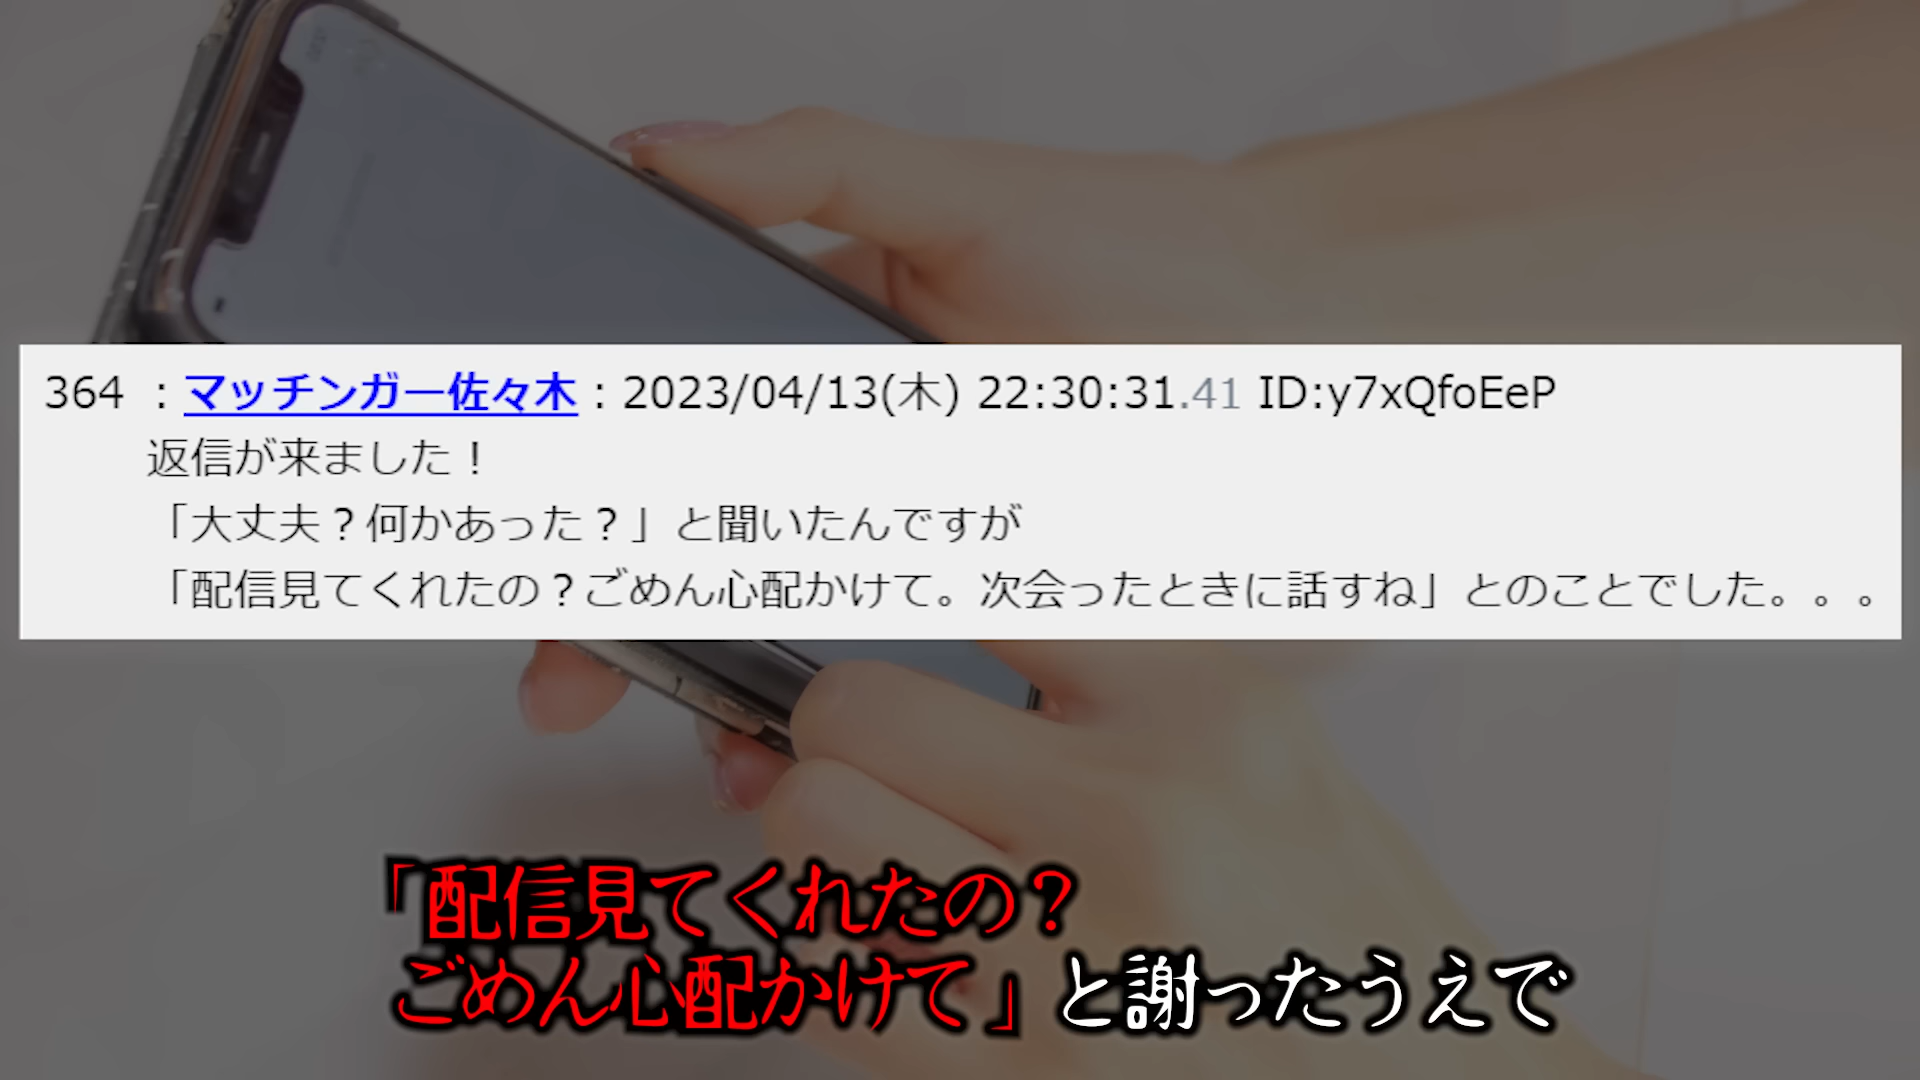 364 ：マッチンガー佐々木：2023/04/13(木) 22:30:31.41 ID:y7xQfoEeP
返信が来ました！
「大丈夫？何かあった？」と聞いたんですが
「配信見てくれたの？ごめん心配かけて。次会ったときに話すね」とのことでした。。。
「配信見てくれたの？
ごめん心配かけて」と謝ったうえで